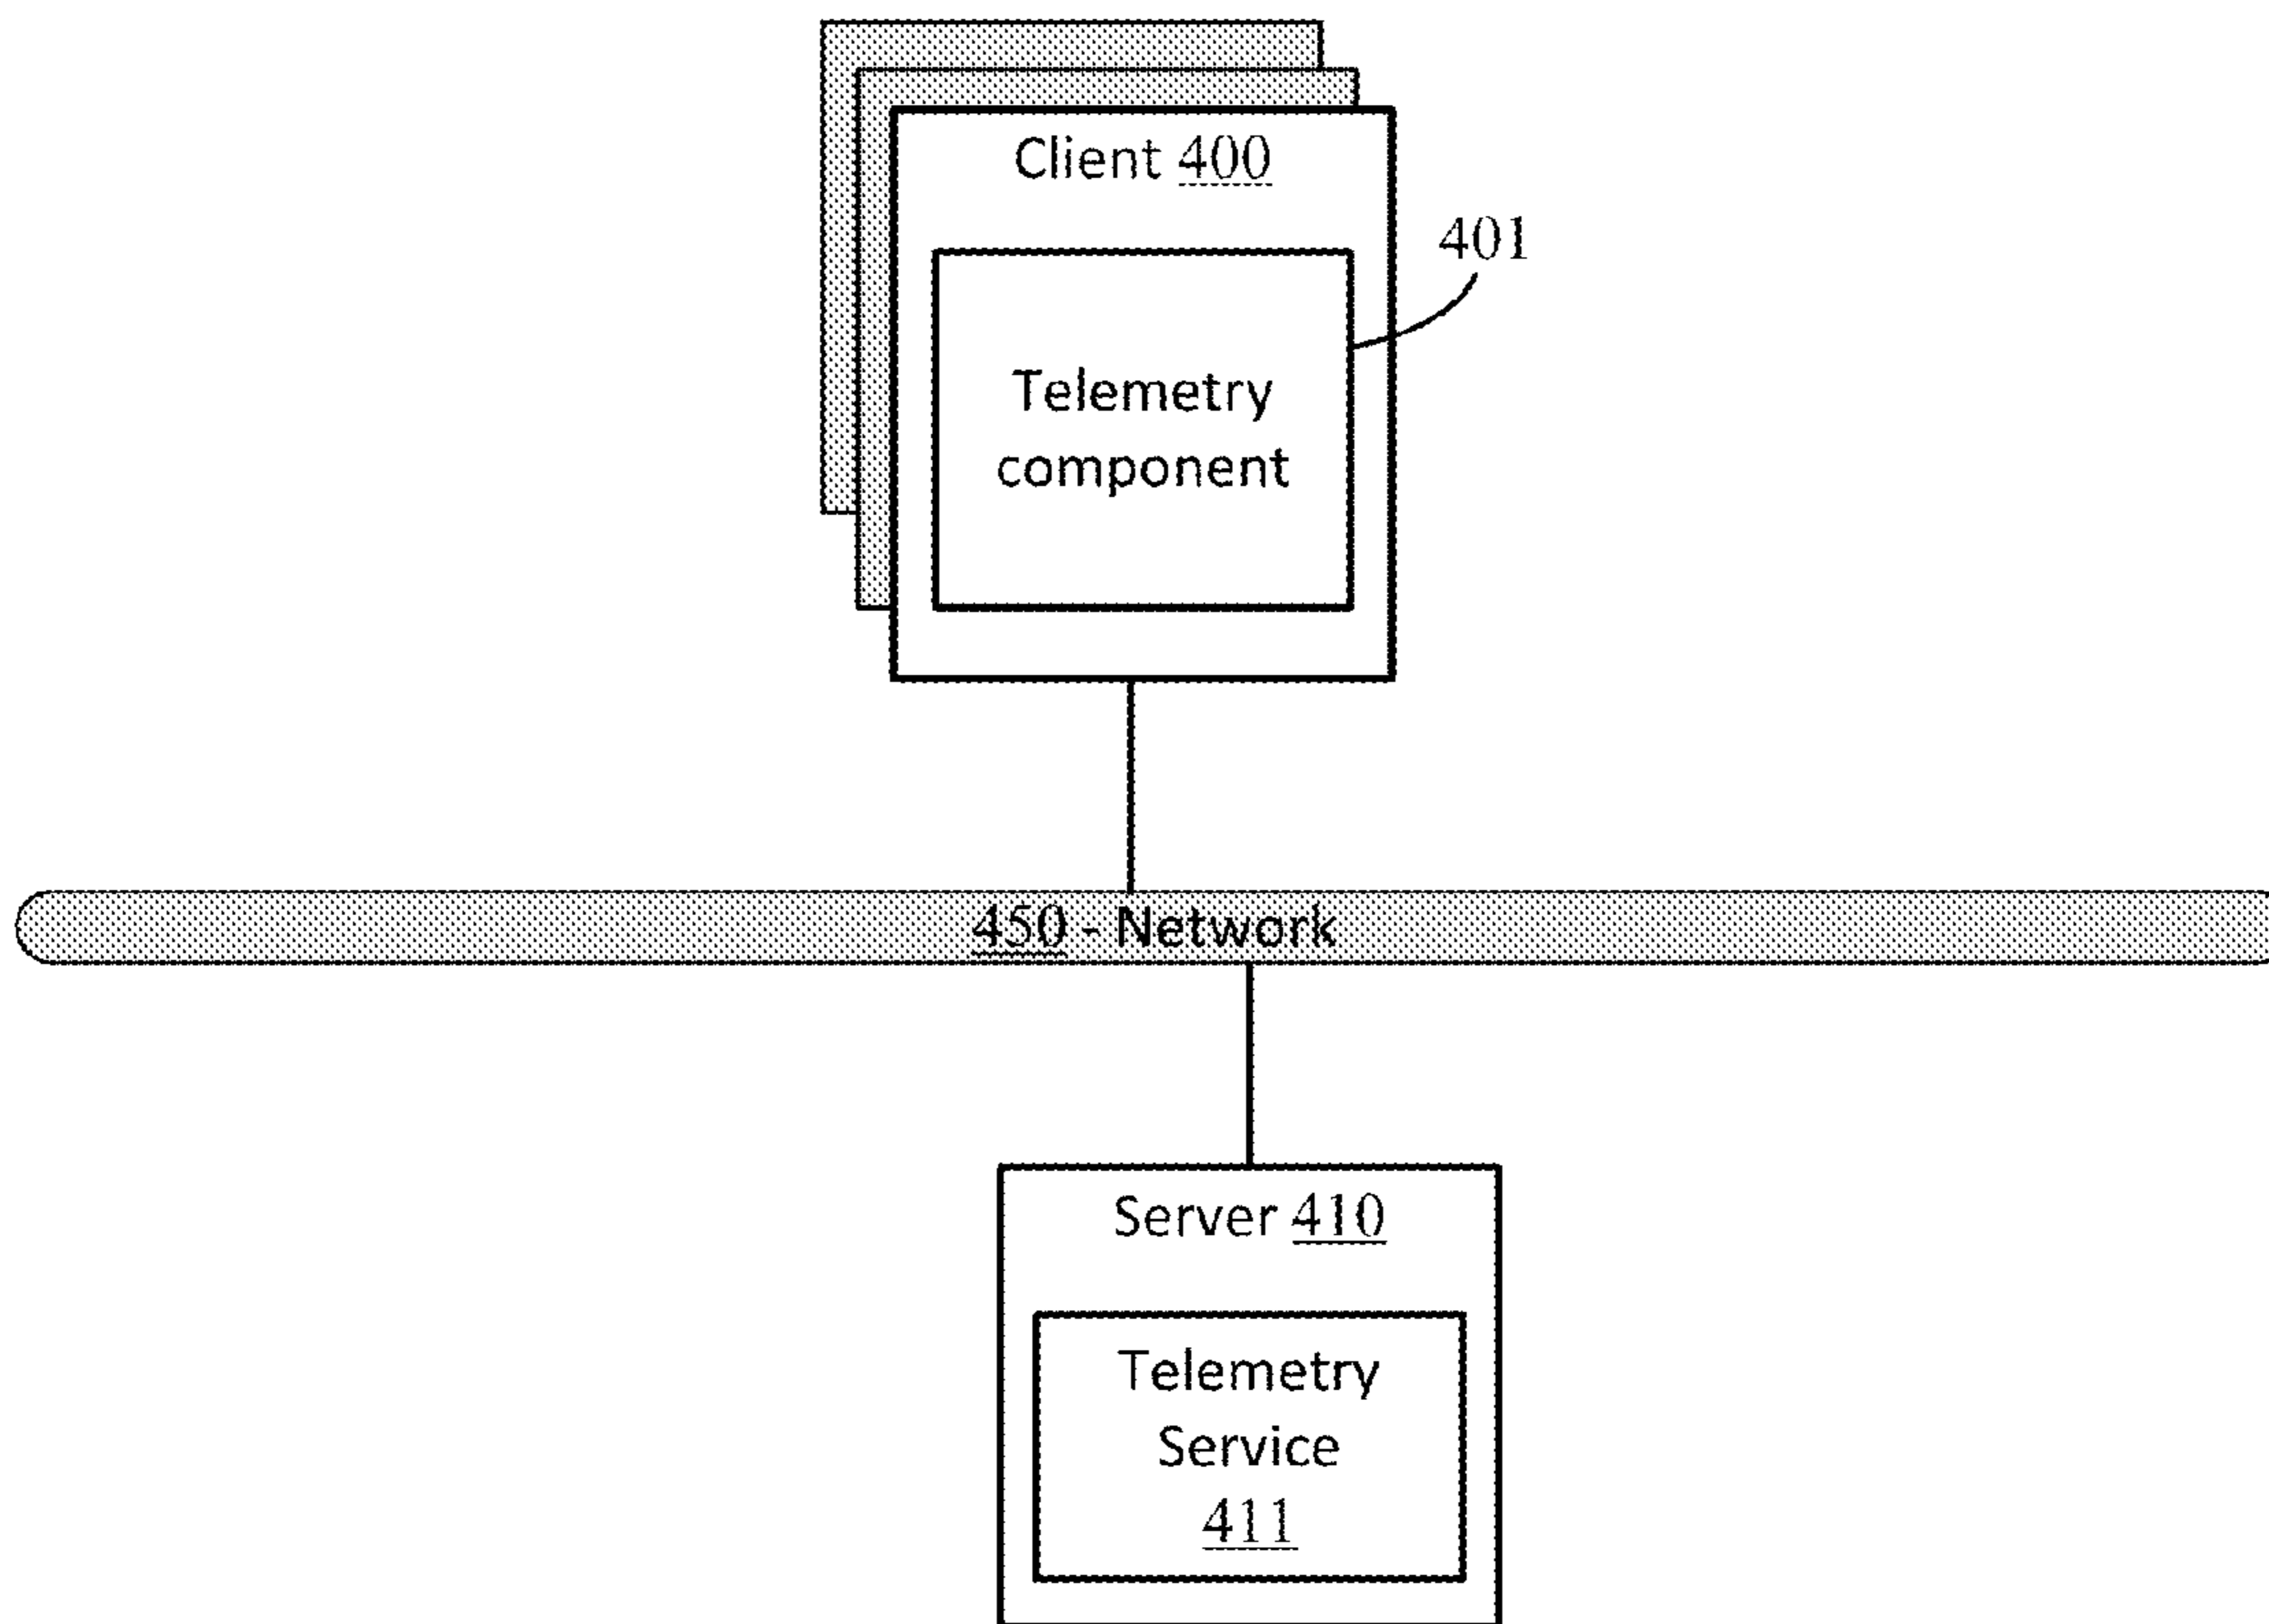 Client 400
401
Telemetry
component
450 - Network
Server 410
Telemetry
Service
411